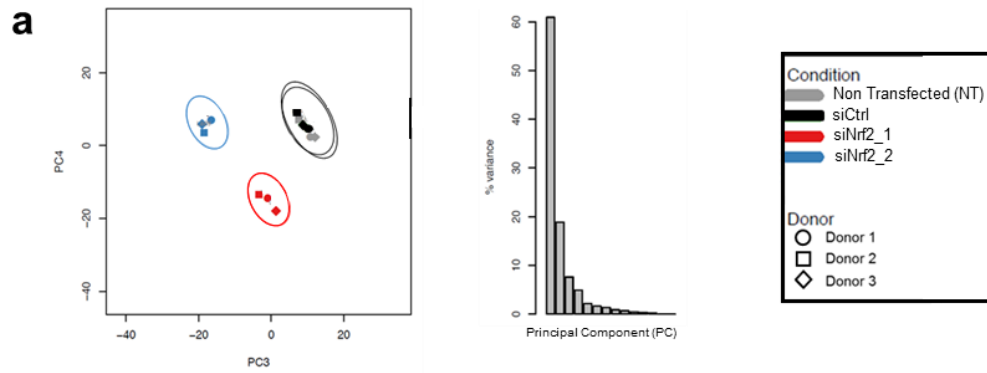 a
PC4
20
0
−20
−40
−40
−20
0
20
PC3
% variance
60
50
40
30
20
10
0
Principal Component (PC)
Condition
Non Transfected (NT)
siCtrl
siNrf2_1
siNrf2_2
Donor
Donor 1
Donor 2
Donor 3